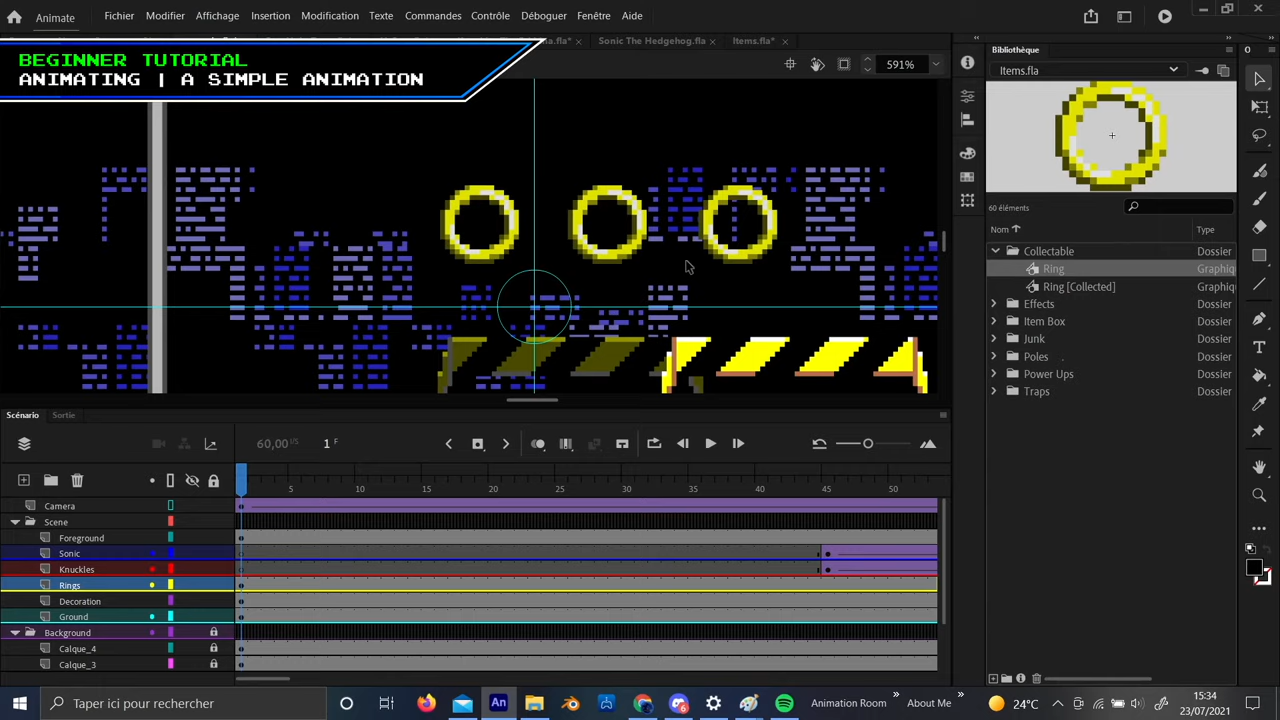 Animate
Fichier
Modifier
Affichage
Insertion
Modification
Texte
Commandes
Contrôle
Déboguer
Fenêtre
Aide
BEGINNER TUTORIAL
ANIMATING | A SIMPLE ANIMATION
Sonic The Hedgehog.fla
Items.fla*
591%
Bibliothèque
Items.fla
60 éléments
Nom
Type
Collectable
Dossier
Ring
Graphiq
Ring [Collected]
Graphiq
Effects
Dossier
Item Box
Dossier
Junk
Dossier
Poles
Dossier
Power Ups
Dossier
Traps
Dossier
Scénario
Sortie
60,00 i/s
1 F
5
10
15
20
25
30
35
40
45
50
Camera
Scene
Foreground
Sonic
Knuckles
Rings
Decoration
Ground
Background
Calque_4
Calque_3
Taper ici pour rechercher
An
Animation Room
About Me
24°C
15:34
23/07/2021